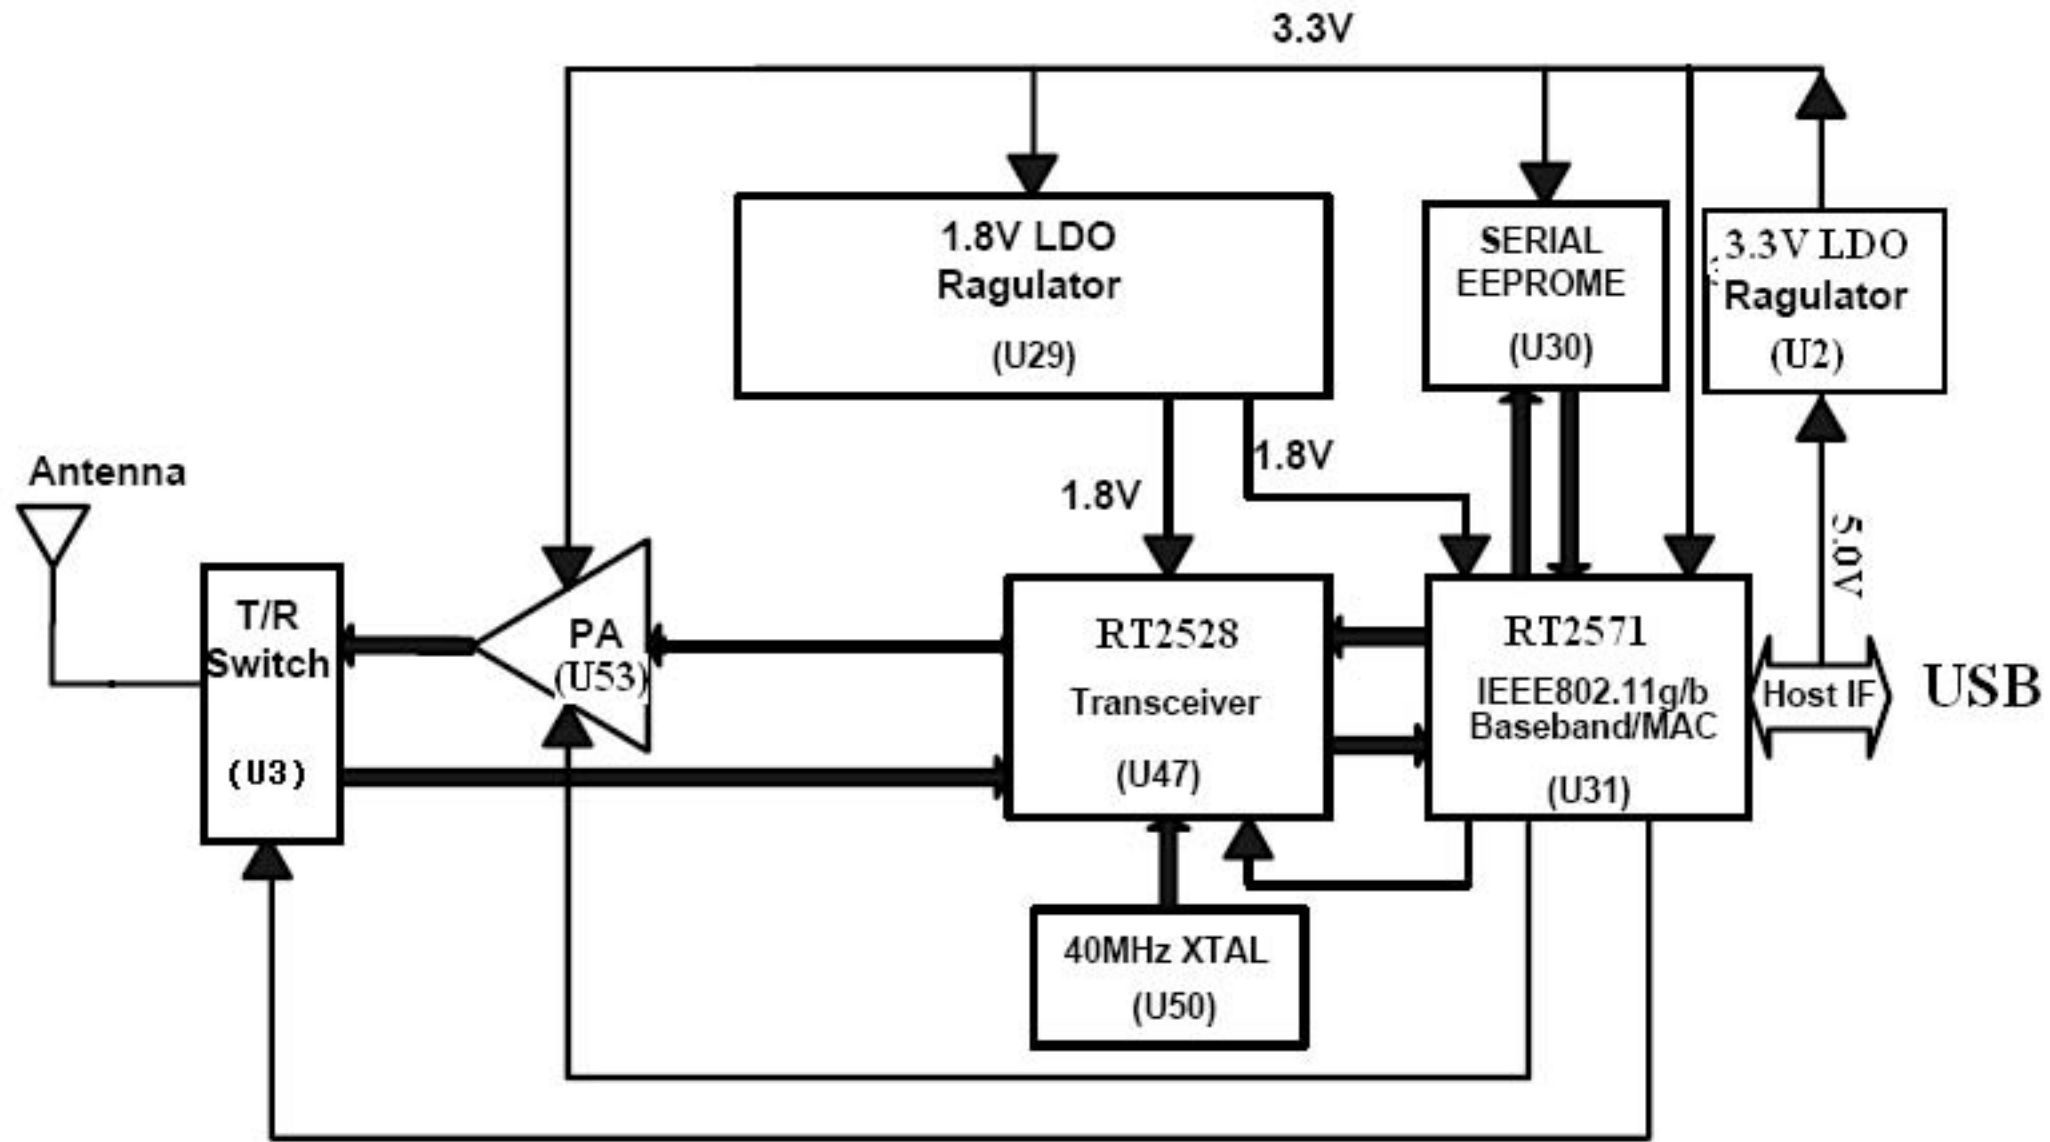 3.3V
1.8V LDO
Ragulator
(U29)
SERIAL
EEPROME
(U30)
3.3V LDO
Ragulator
(U2)
1.8V
1.8V
5.0V
Antenna
T/R
Switch
(U3)
PA
(U53)
RT2528
Transceiver
(U47)
RT2571
IEEE802.11g/b
Baseband/MAC
(U31)
Host IF
USB
40MHz XTAL
(U50)